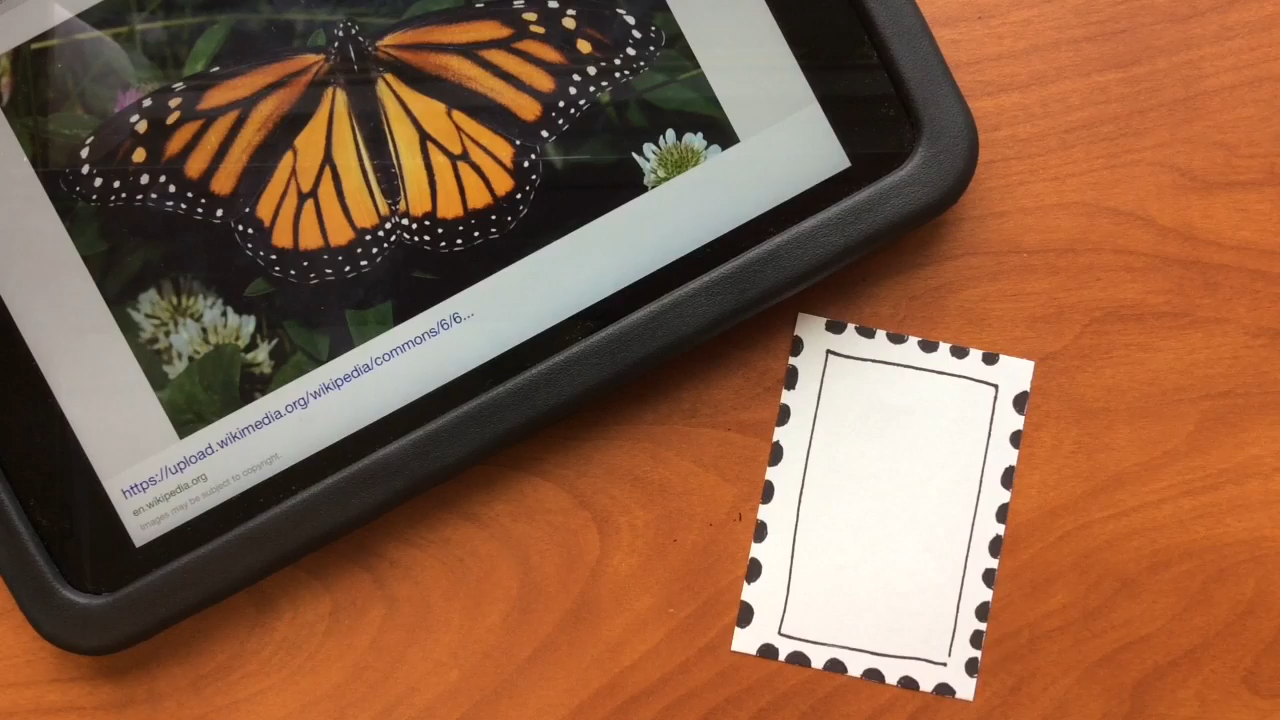 https://upload.wikimedia.org/wikipedia/commons/6/6...
en.wikipedia.org
Images may be subject to copyright.